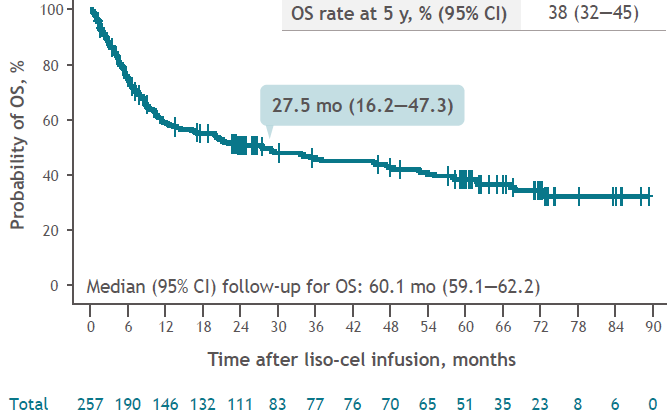 OS rate at 5 y, % (95% CI) 38 (32–45)
Probability of OS, %
100
80
60
40
20
0
27.5 mo (16.2–47.3)
Median (95% CI) follow-up for OS: 60.1 mo (59.1–62.2)
0 6 12 18 24 30 36 42 48 54 60 66 72 78 84 90
Time after liso-cel infusion, months
Total 257 190 146 132 111 83 77 76 70 65 51 35 23 8 6 0